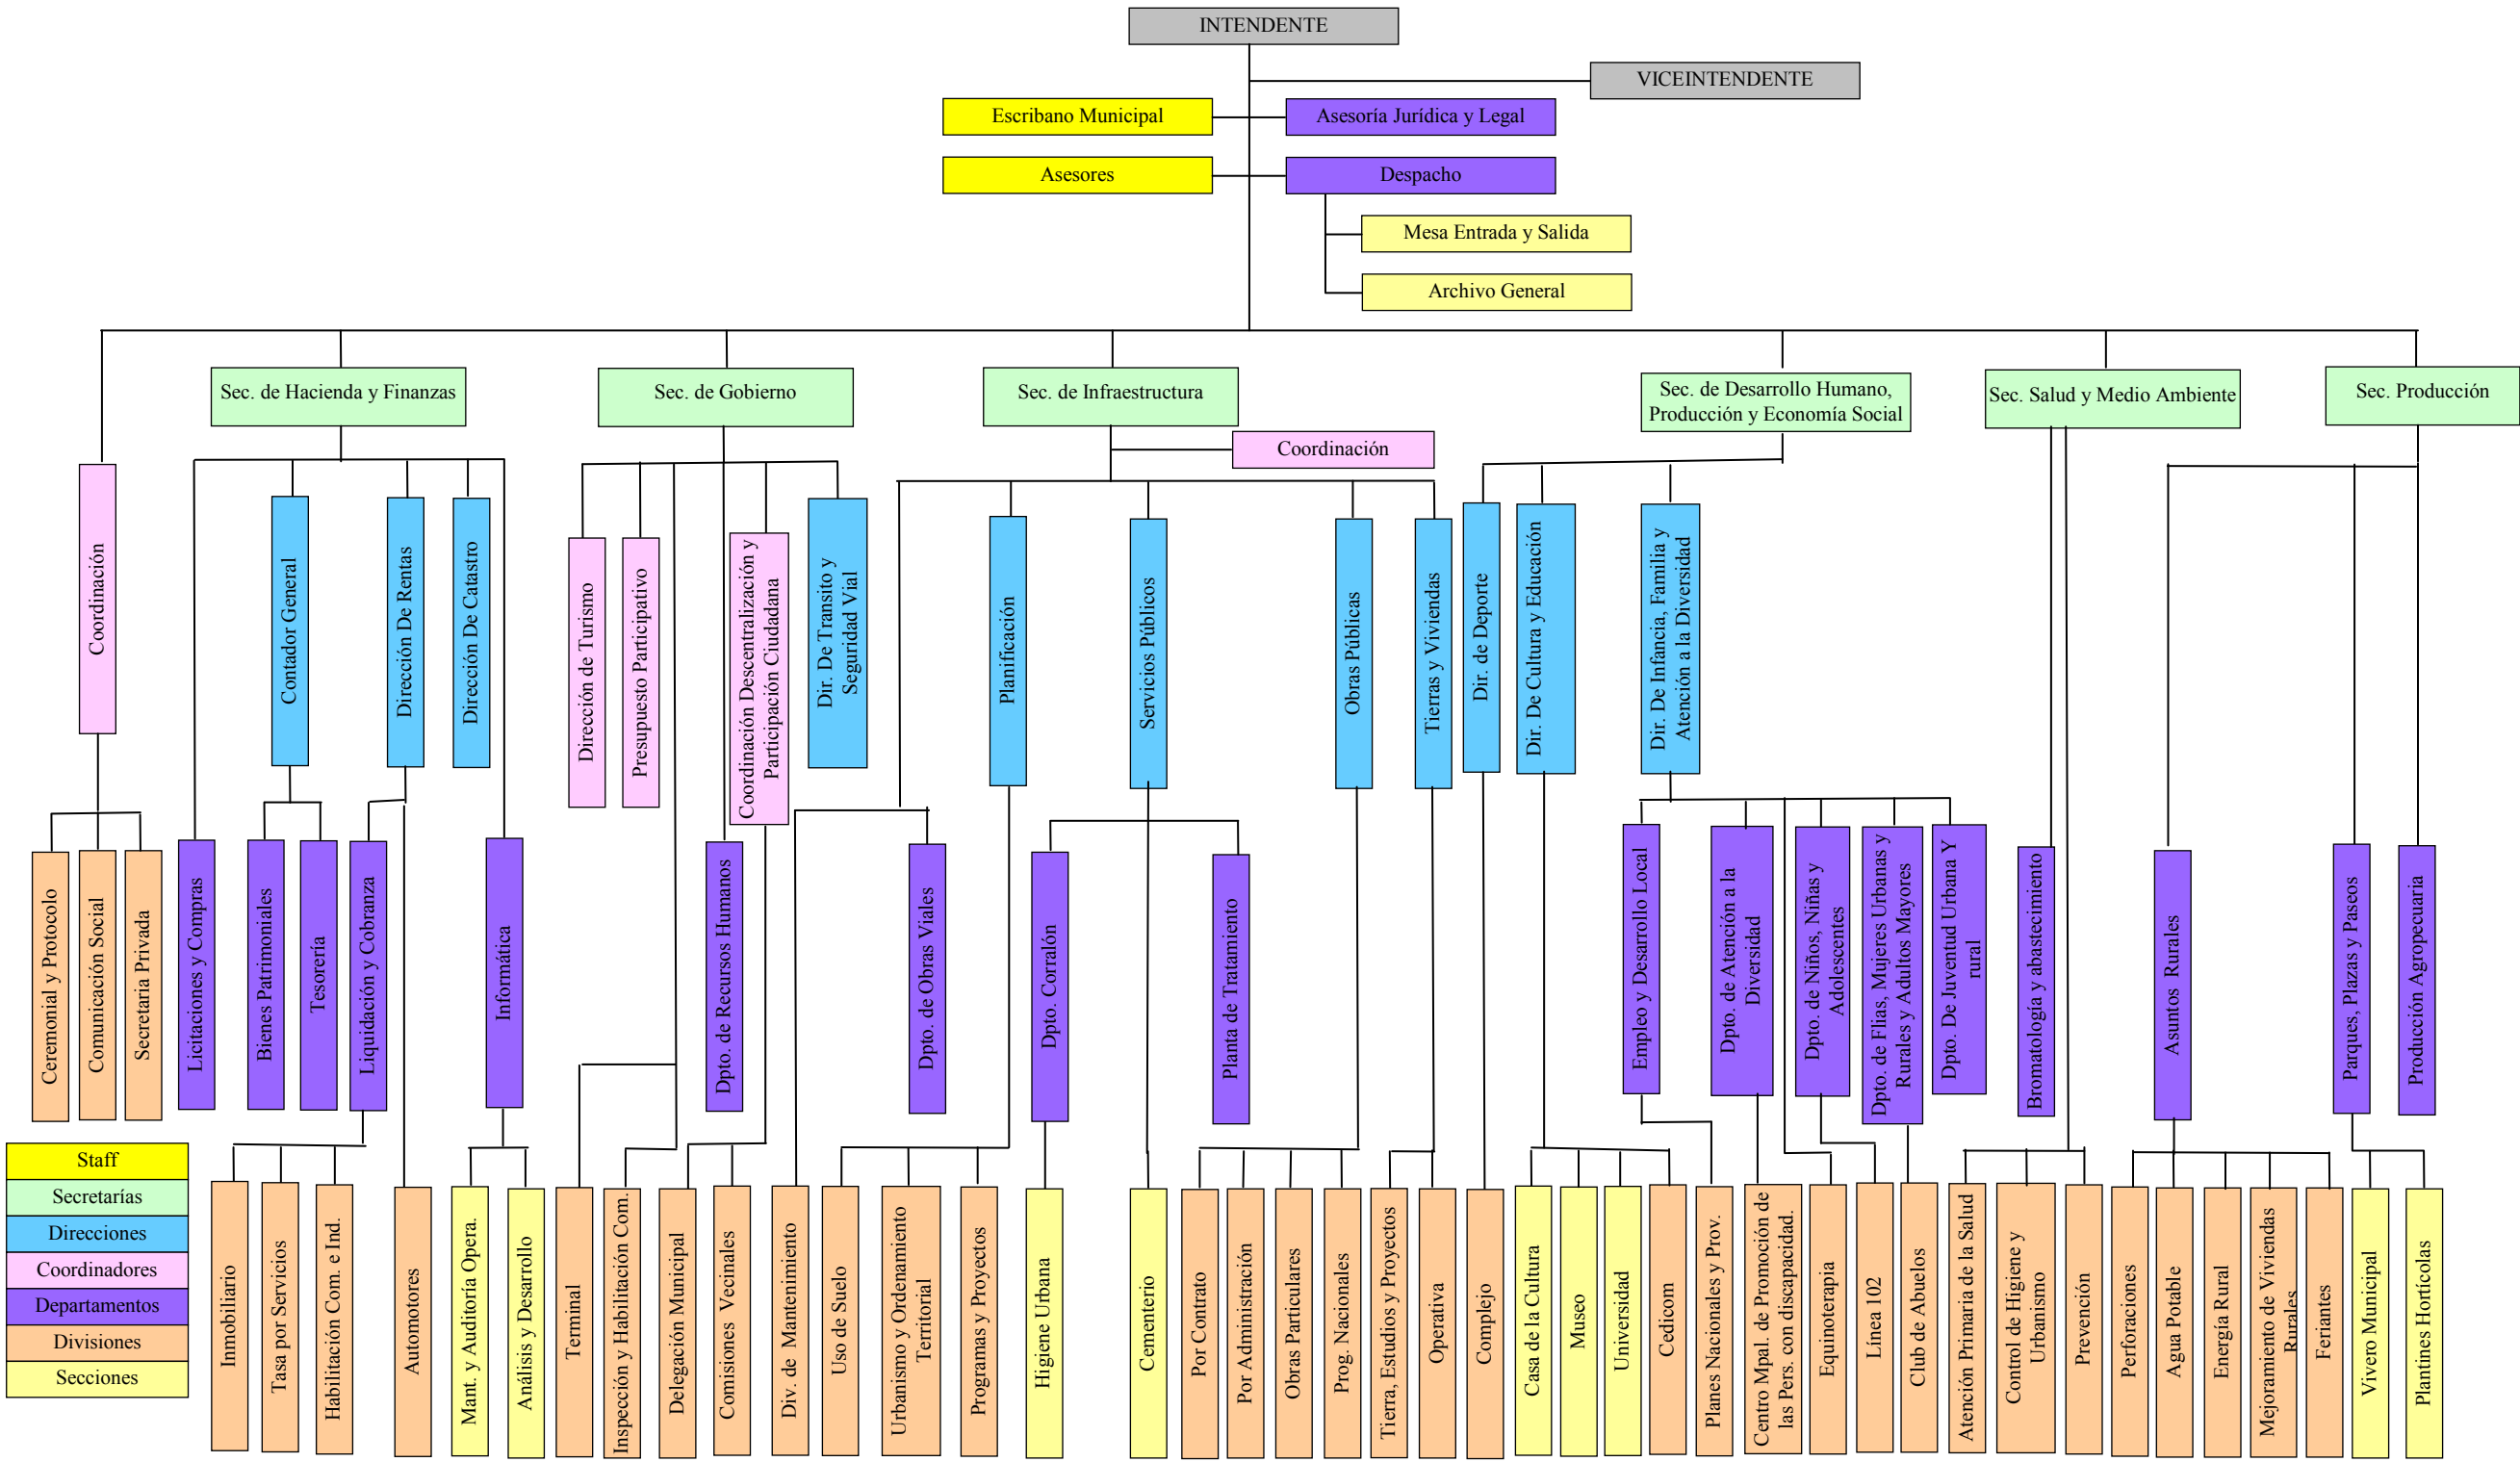 INTENDENTE
VICEINTENDENTE
Escribano Municipal
Asesoría Jurídica y Legal
Asesores
Despacho
Mesa Entrada y Salida
Archivo General
Sec. de Hacienda y Finanzas
Sec. de Gobierno
Sec. de Infraestructura
Sec. de Desarrollo Humano,
Producción y Economía Social
Sec. Salud y Medio Ambiente
Sec. Producción
Coordinación
Coordinación
Contador General
Dirección De Rentas
Dirección De Catastro
Dirección de Turismo
Presupuesto Participativo
Coordinación Descentralización y
Participación Ciudadana
Dir. De Transito y
Seguridad Vial
Planificación
Servicios Públicos
Obras Públicas
Tierras y Viviendas
Dir. de Deporte
Dir. De Cultura y Educación
Dir. De Infancia, Familia y
Atención a la Diversidad
Ceremonial y Protocolo
Comunicación Social
Secretaria Privada
Licitaciones y Compras
Bienes Patrimoniales
Tesorería
Liquidación y Cobranza
Informática
Dpto. de Recursos Humanos
Dpto. de Obras Viales
Dpto. Corralón
Planta de Tratamiento
Empleo y Desarrollo Local
Dpto. de Atención a la
Diversidad
Dpto. de Niños, Niñas y
Adolescentes
Dpto. de Flias, Mujeres Urbanas y
Rurales y Adultos Mayores
Dpto. De Juventud Urbana Y
rural
Bromatología y abastecimiento
Asuntos Rurales
Parques, Plazas y Paseos
Producción Agropecuaria
Staff
Secretarías
Direcciones
Coordinadores
Departamentos
Divisiones
Secciones
Inmobiliario
Tasa por Servicios
Habilitación Com. e Ind.
Automotores
Mant. y Auditoría Opera.
Análisis y Desarrollo
Terminal
Inspección y Habilitación Com.
Delegación Municipal
Comisiones Vecinales
Div. de Mantenimiento
Uso de Suelo
Urbanismo y Ordenamiento
Territorial
Programas y Proyectos
Higiene Urbana
Cementerio
Por Contrato
Por Administración
Obras Particulares
Prog. Nacionales
Tierra, Estudios y Proyectos
Operativa
Complejo
Casa de la Cultura
Museo
Universidad
Cedicom
Planes Nacionales y Prov.
Centro Mpal. de Promoción de
las Pers. con discapacidad.
Equinoterapia
Línea 102
Club de Abuelos
Atención Primaria de la Salud
Control de Higiene y
Urbanismo
Prevención
Perforaciones
Agua Potable
Energía Rural
Mejoramiento de Viviendas
Rurales
Feriantes
Vivero Municipal
Plantines Hortícolas